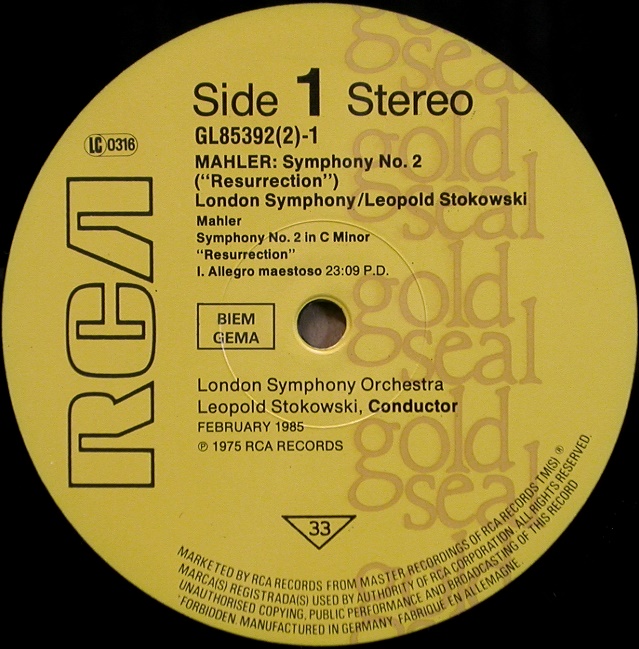 gold
seal
Side 1 Stereo
GL85392(2)-1
LC 0316
MAHLER: Symphony No. 2
("Resurrection")
London Symphony/Leopold Stokowski
Mahler
Symphony No. 2 in C Minor
"Resurrection"
I. Allegro maestoso 23:09 P.D.
gold
seal
RCA
BIEM
GEMA
gold
seal
London Symphony Orchestra
Leopold Stokowski, Conductor
FEBRUARY 1985
℗ 1975 RCA RECORDS
gold
seal
33
MARKETED BY RCA RECORDS FROM MASTER RECORDINGS OF RCA RECORDS TM(S) ®
MARCA(S) REGISTRADA(S) USED BY AUTHORITY OF RCA CORPORATION. ALL RIGHTS RESERVED.
UNAUTHORISED COPYING, PUBLIC PERFORMANCE AND BROADCASTING OF THIS RECORD
FORBIDDEN. MANUFACTURED IN GERMANY. FABRIQUE EN ALLEMAGNE.